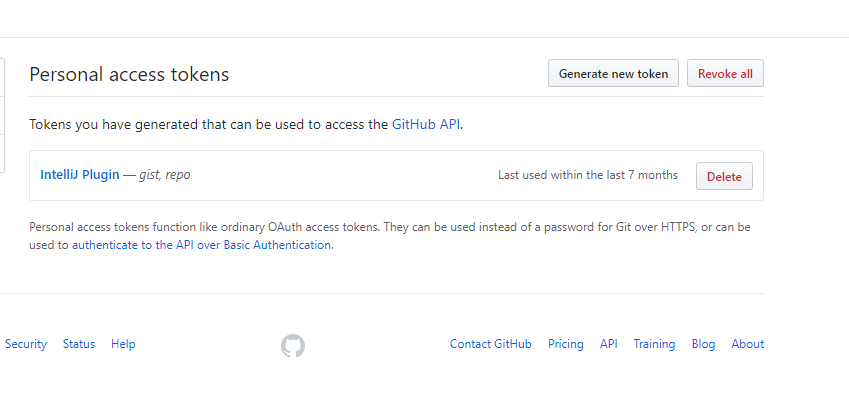 Personal access tokens
Generate new token
Revoke all
Tokens you have generated that can be used to access the GitHub API.
IntelliJ Plugin — gist, repo
Last used within the last 7 months
Delete
Personal access tokens function like ordinary OAuth access tokens. They can be used instead of a password for Git over HTTPS, or can be
used to authenticate to the API over Basic Authentication.
Security Status Help
Contact GitHub Pricing API Training Blog About